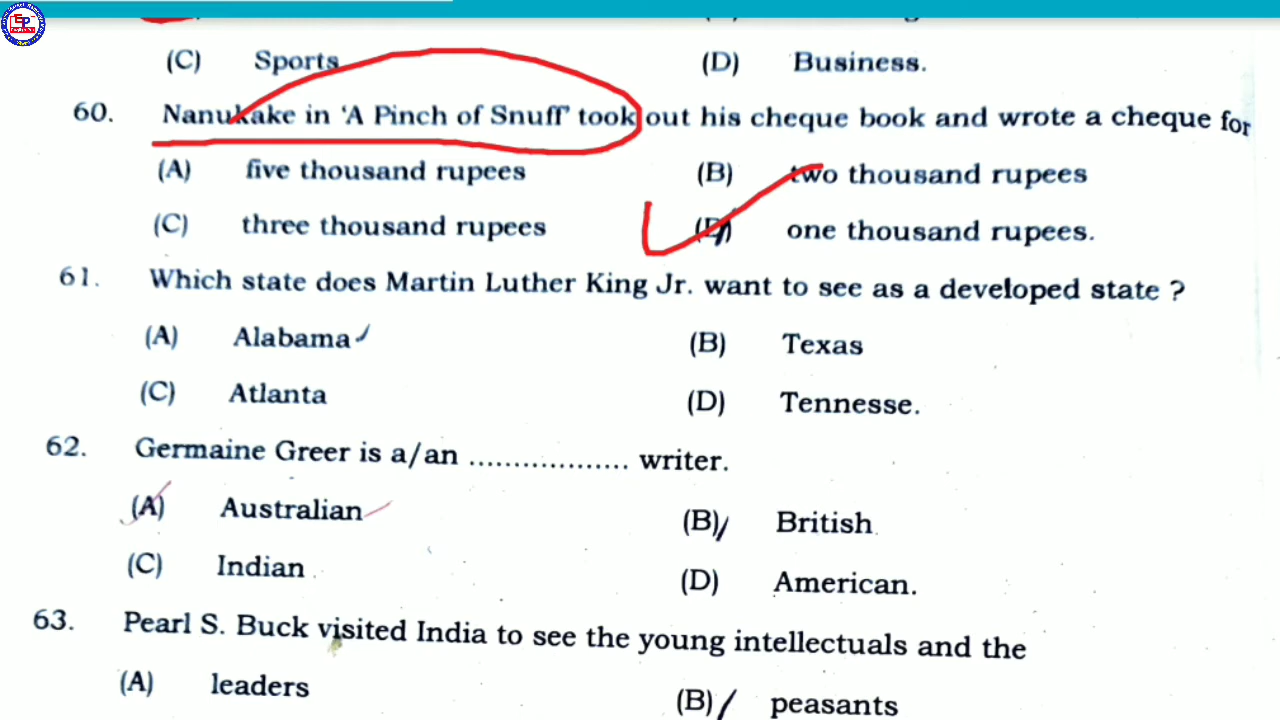 EP
(C) Sports (D) Business.
60. Nanukake in ‘A Pinch of Snuff’ took out his cheque book and wrote a cheque for
(A) five thousand rupees (B) two thousand rupees
(C) three thousand rupees (D) one thousand rupees.
61. Which state does Martin Luther King Jr. want to see as a developed state ?
(A) Alabama (B) Texas
(C) Atlanta (D) Tennesse.
62. Germaine Greer is a/an .................. writer.
(A) Australian (B) British
(C) Indian (D) American.
63. Pearl S. Buck visited India to see the young intellectuals and the
(A) leaders (B) peasants